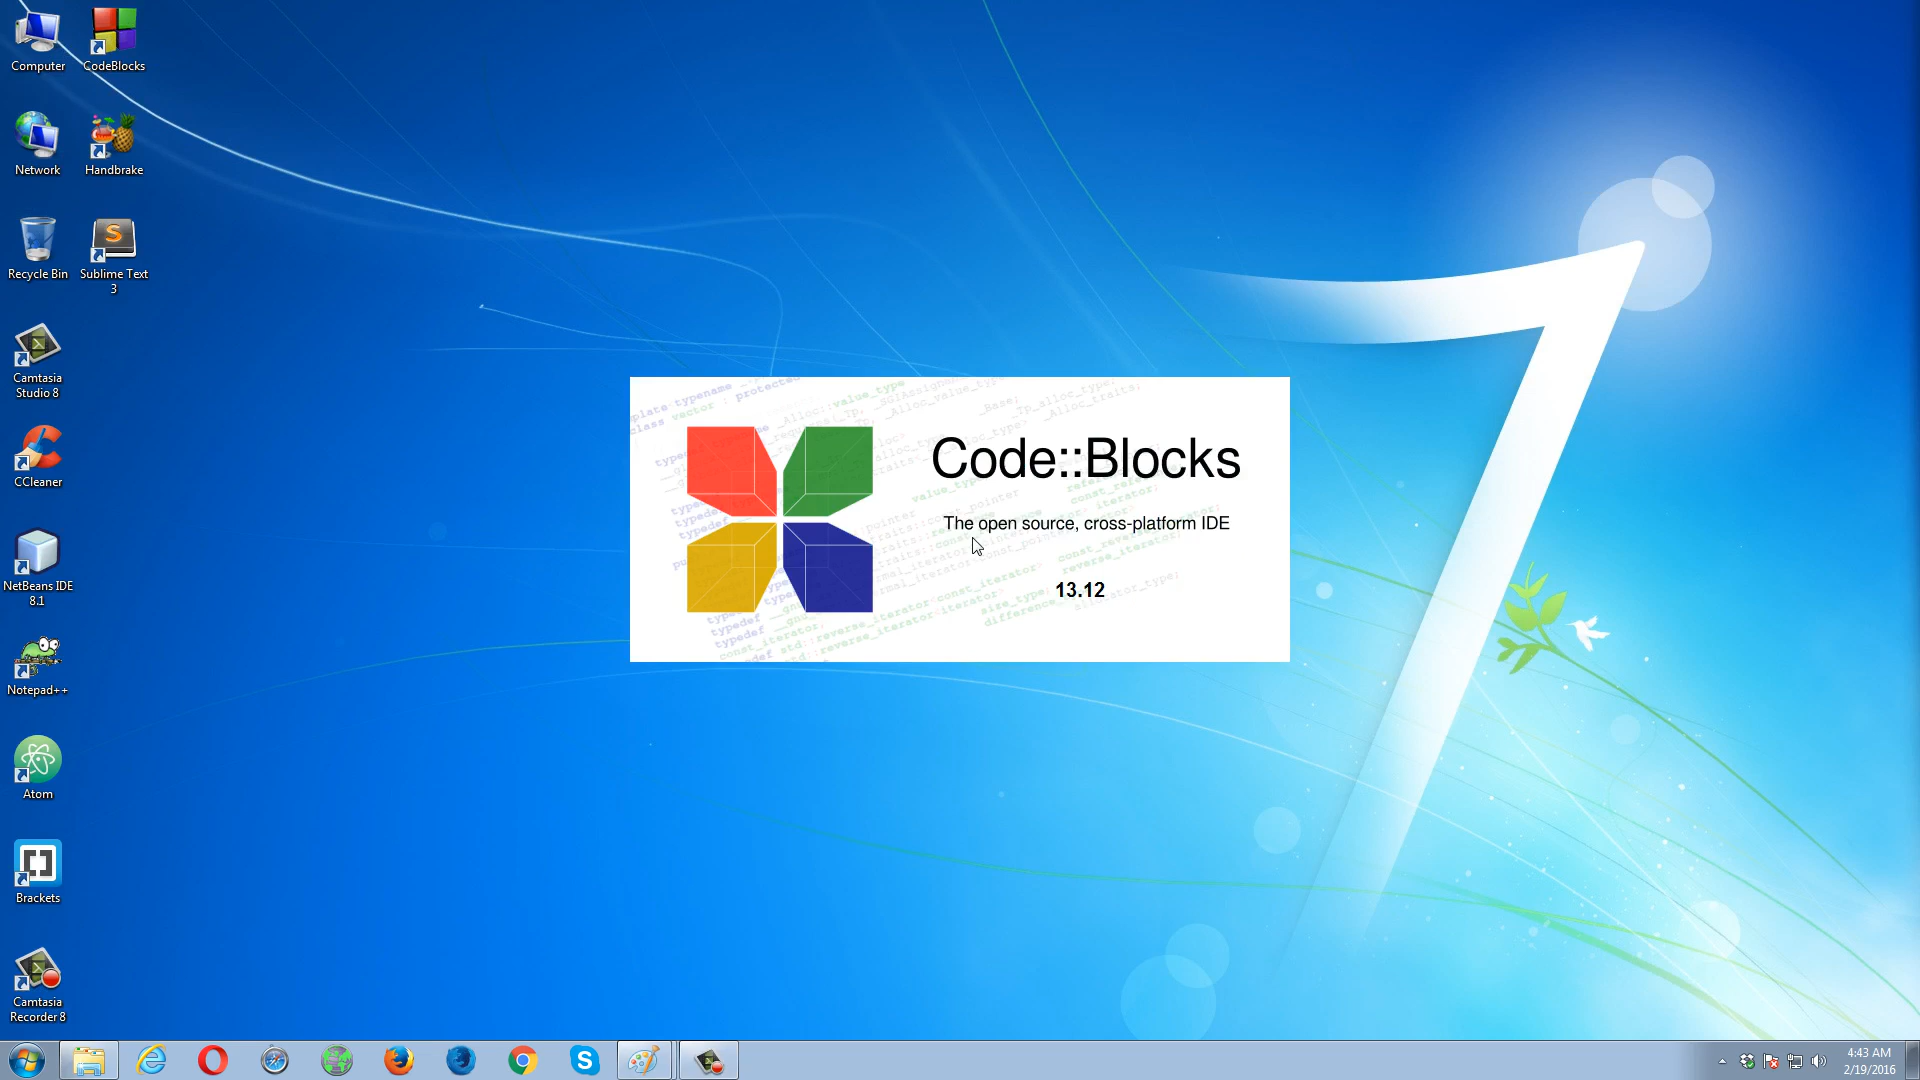 Computer
CodeBlocks
Network
Handbrake
Recycle Bin
Sublime Text
3
Camtasia
Studio 8
CCleaner
NetBeans IDE
8.1
Notepad++
Atom
Brackets
Camtasia
Recorder 8
Code::Blocks
The open source, cross-platform IDE
13.12
4:43 AM
2/19/2016